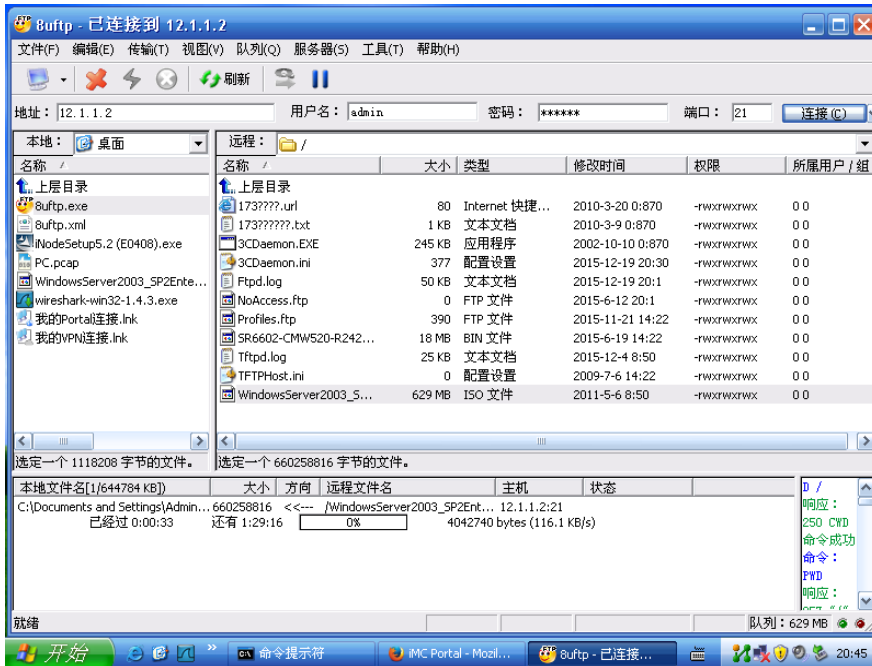 8uftp - 已连接到 12.1.1.2
文件(F) 编辑(E) 传输(T) 视图(V) 队列(Q) 服务器(S) 工具(T) 帮助(H)
刷新
地址： 12.1.1.2 用户名： admin 密码： ****** 端口： 21 连接(C)
本地： 桌面
名称
上层目录
8uftp.exe
8uftp.xml
iNodeSetup5.2 (E0408).exe
PC.pcap
WindowsServer2003_SP2Ente...
wireshark-win32-1.4.3.exe
我的Portal连接.lnk
我的VPN连接.lnk
选定一个 1118208 字节的文件。
远程： /
名称 大小 类型 修改时间 权限 所属用户 / 组
上层目录
173????.url 80 Internet 快捷... 2010-3-20 0:870 -rwxrwxrwx 0 0
173??????.txt 1 KB 文本文档 2010-3-9 0:870 -rwxrwxrwx 0 0
3CDaemon.EXE 245 KB 应用程序 2002-10-10 0:870 -rwxrwxrwx 0 0
3CDaemon.ini 377 配置设置 2015-12-19 20:30 -rwxrwxrwx 0 0
Ftpd.log 50 KB 文本文档 2015-12-19 20:1 -rwxrwxrwx 0 0
NoAccess.ftp 0 FTP 文件 2015-6-12 20:1 -rwxrwxrwx 0 0
Profiles.ftp 390 FTP 文件 2015-11-21 14:22 -rwxrwxrwx 0 0
SR6602-CMW520-R242... 18 MB BIN 文件 2015-6-19 14:22 -rwxrwxrwx 0 0
Tftpd.log 25 KB 文本文档 2015-12-4 8:50 -rwxrwxrwx 0 0
TFTPHost.ini 0 配置设置 2009-7-6 14:22 -rwxrwxrwx 0 0
WindowsServer2003_S... 629 MB ISO 文件 2011-5-6 8:50 -rwxrwxrwx 0 0
选定一个 660258816 字节的文件。
本地文件名[1/644784 KB]) 大小 方向 远程文件名 主机 状态
C:\Documents and Settings\Admin... 660258816 <<--- /WindowsServer2003_SP2Ent... 12.1.1.2:21
已经过 0:00:33 还有 1:29:16 0% 4042740 bytes (116.1 KB/s)
D /
响应：
250 CWD
命令成功
命令：
PWD
响应：
257 "/"
就绪 队列：629 MB
开始 命令提示符 iMC Portal - Mozil... 8uftp - 已连接... 20:45